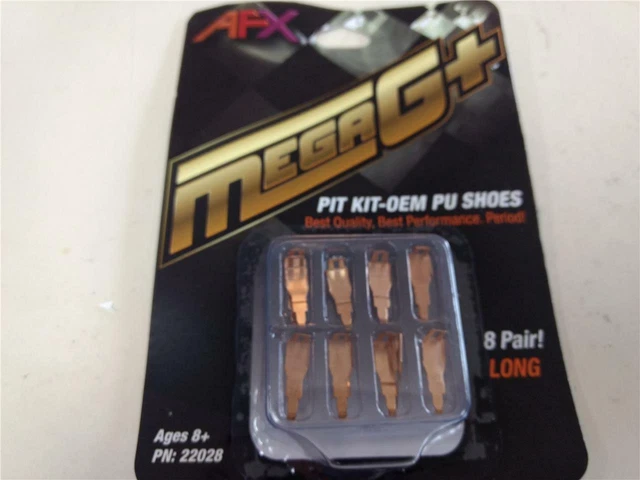 AFX
MEGAG+
PIT KIT-OEM PU SHOES
Best Quality, Best Performance. Period!
8 Pair!
LONG
Ages 8+
PN: 22028